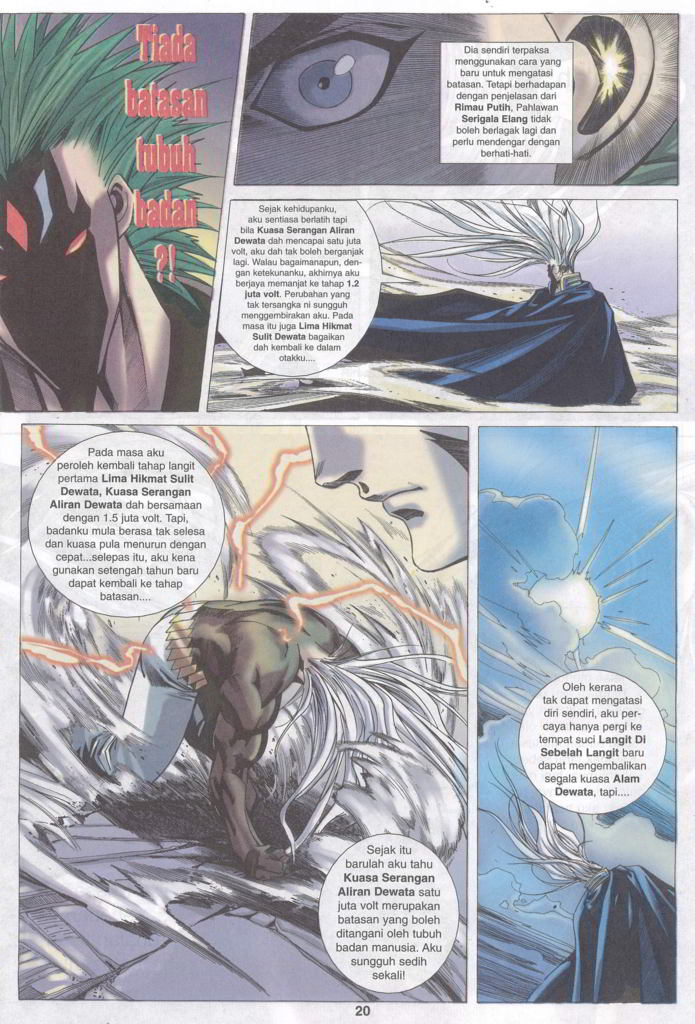 Tiada
batasan
tubuh
badan
?!
Dia sendiri terpaksa
menggunakan cara yang
baru untuk mengatasi
batasan. Tetapi berhadapan
dengan penjelasan dari
Rimau Putih, Pahlawan
Serigala Elang tidak
boleh berlagak lagi dan
perlu mendengar dengan
berhati-hati.
Sejak kehidupanku,
aku sentiasa berlatih tapi
bila Kuasa Serangan Aliran
Dewata dah mencapai satu juta
volt, aku dah tak boleh berganjak
lagi. Walau bagaimanapun, den-
gan ketekunanku, akhirnya aku
berjaya memanjat ke tahap 1.2
juta volt. Perubahan yang
tak tersangka ni sungguh
menggembirakan aku. Pada
masa itu juga Lima Hikmat
Sulit Dewata bagaikan
dah kembali ke dalam
otakku....
Pada masa aku
peroleh kembali tahap langit
pertama Lima Hikmat Sulit
Dewata, Kuasa Serangan
Aliran Dewata dah bersamaan
dengan 1.5 juta volt. Tapi,
badanku mula berasa tak selesa
dan kuasa pula menurun dengan
cepat...selepas itu, aku kena
gunakan setengah tahun baru
dapat kembali ke tahap
batasan....
Sejak itu
barulah aku tahu
Kuasa Serangan
Aliran Dewata satu
juta volt merupakan
batasan yang boleh
ditangani oleh tubuh
badan manusia. Aku
sungguh sedih
sekali!
Oleh kerana
tak dapat mengatasi
diri sendiri, aku per-
caya hanya pergi ke
tempat suci Langit Di
Sebelah Langit baru
dapat mengembalikan
segala kuasa Alam
Dewata, tapi....
20